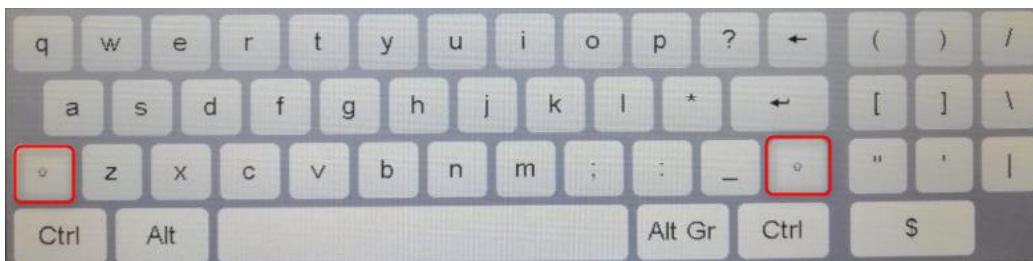 q w e r t y u i o p ? ← ( ) /
a s d f g h j k l * ↵ [ ] \
⇧ z x c v b n m ; : _ ⇧ " ' |
Ctrl Alt Alt Gr Ctrl $